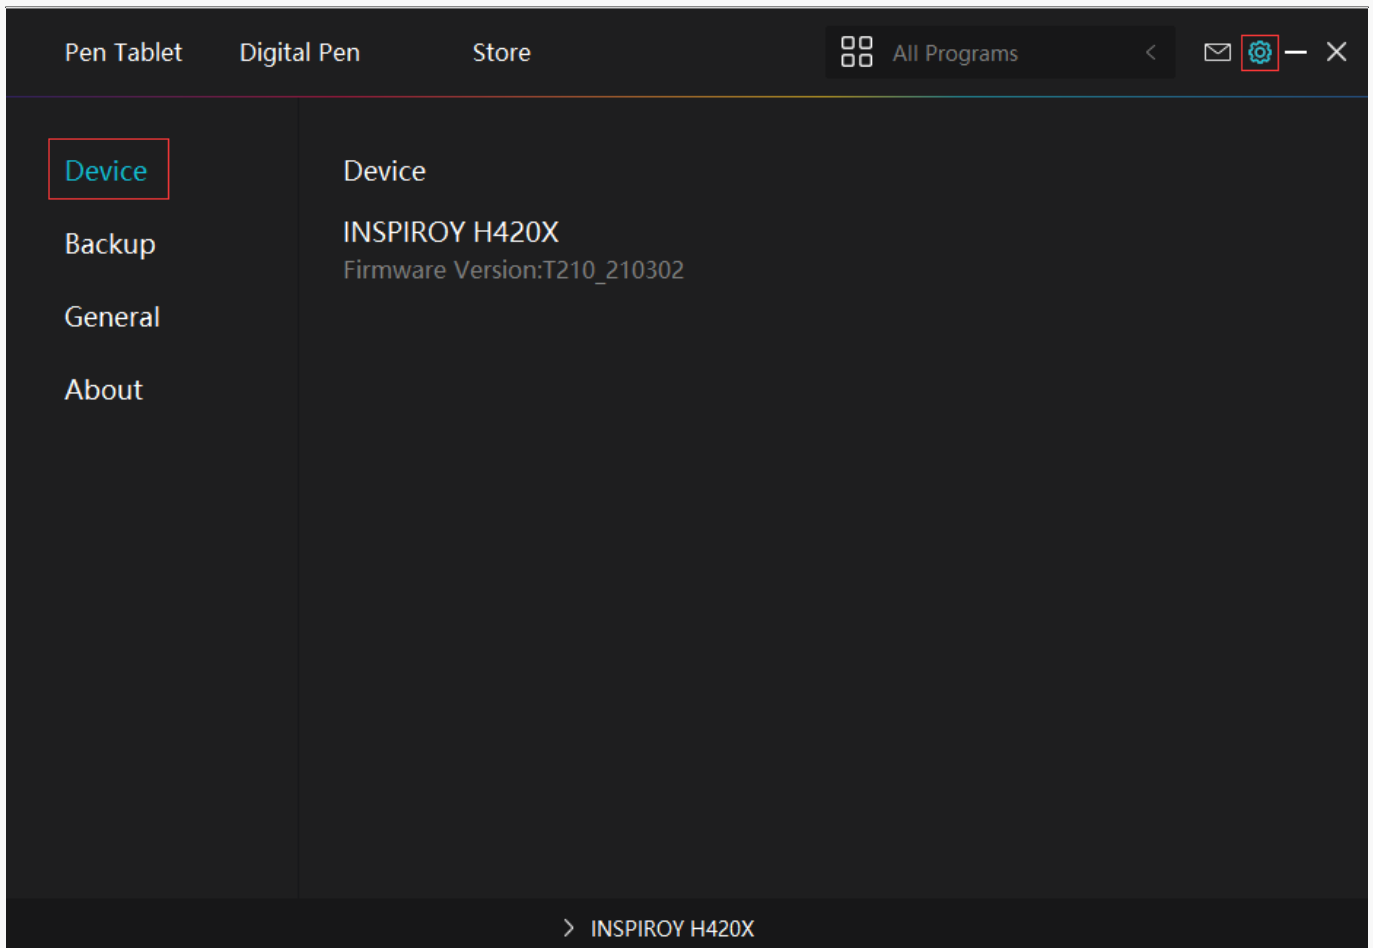 Pen Tablet Digital Pen Store All Programs
Device
Backup
General
About
Device
INSPIROY H420X
Firmware Version:T210_210302
INSPIROY H420X